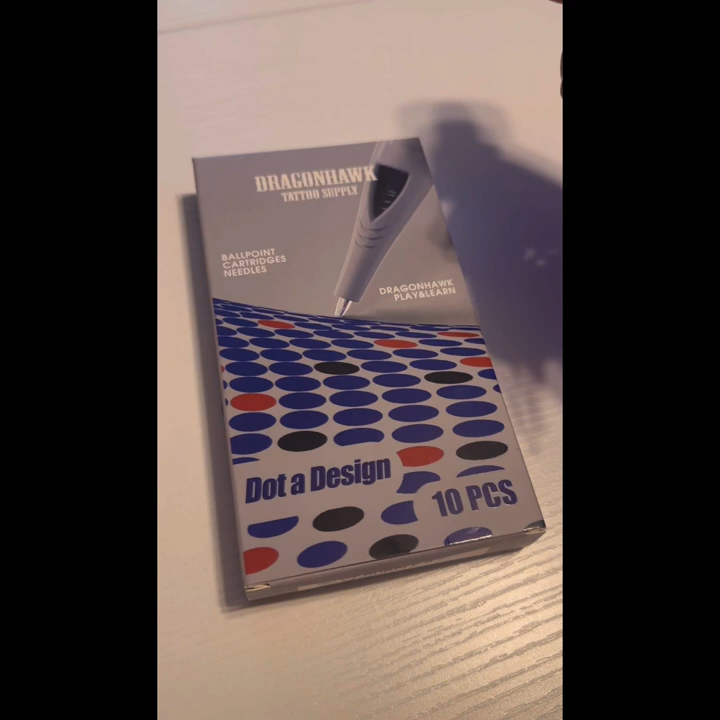 DRAGONHAWK
TATTOO SUPPLY
BALLPOINT
CARTRIDGES
NEEDLES
DRAGONHAWK
PLAY&LEARN
Dot a Design
10 PCS